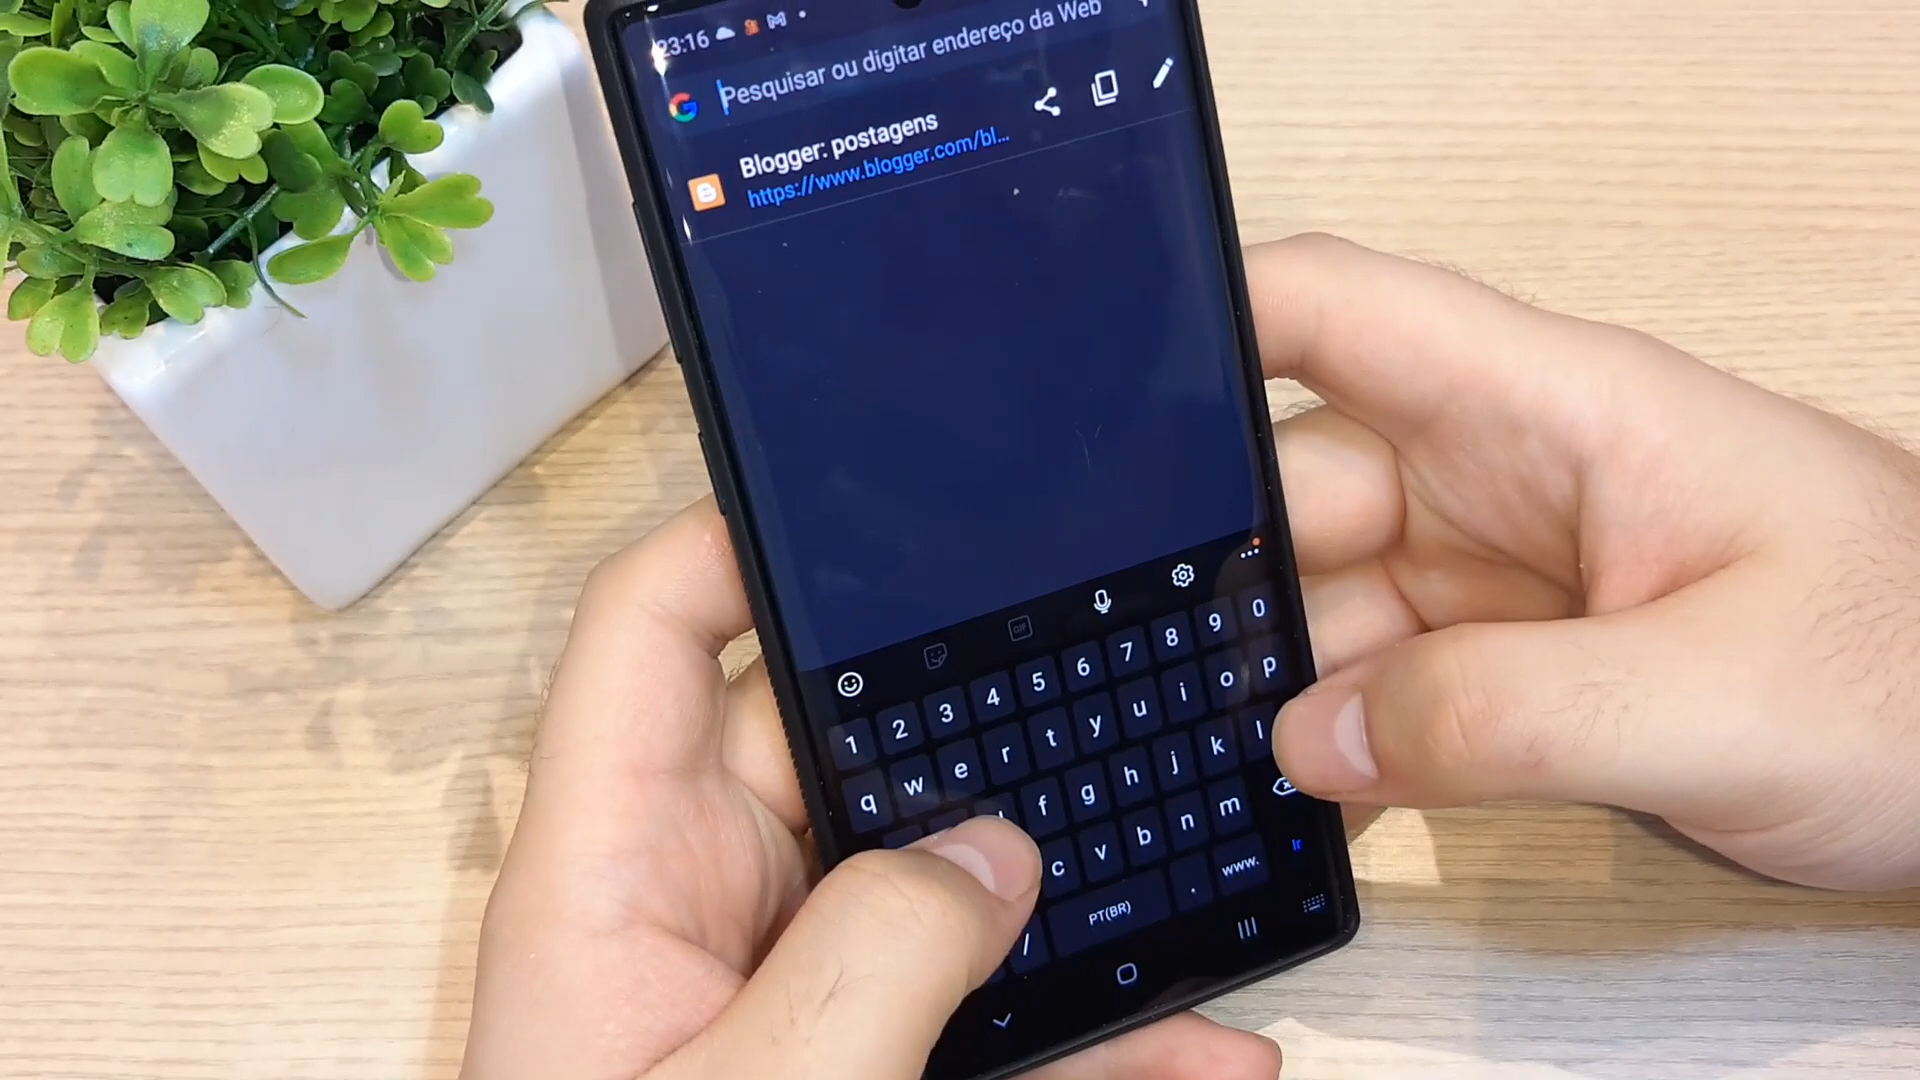 23:16
Pesquisar ou digitar endereço da Web
Blogger: postagens
https://www.blogger.com/bl...
GIF
1 2 3 4 5 6 7 8 9 0
q w e r t y u i o p
f g h j k l
c v b n m
/ PT(BR) . www. Ir